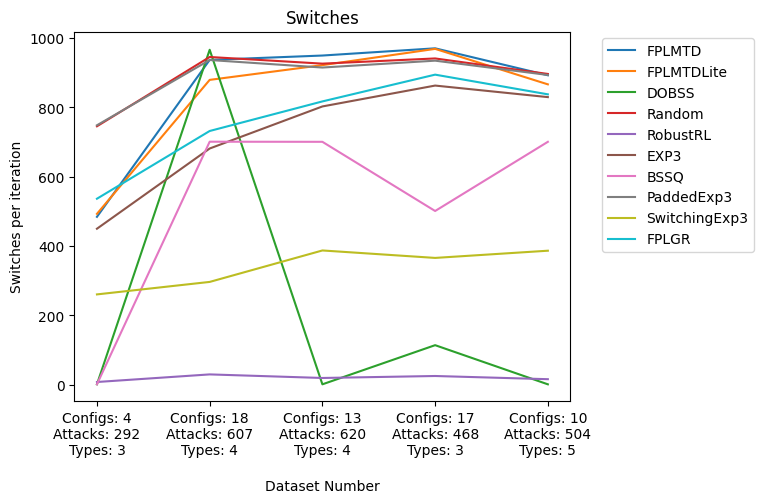 Switches
1000
800
600
400
200
0
Switches per iteration
Configs: 4
Attacks: 292
Types: 3
Configs: 18
Attacks: 607
Types: 4
Configs: 13
Attacks: 620
Types: 4
Configs: 17
Attacks: 468
Types: 3
Configs: 10
Attacks: 504
Types: 5
Dataset Number
FPLMTD
FPLMTDLite
DOBSS
Random
RobustRL
EXP3
BSSQ
PaddedExp3
SwitchingExp3
FPLGR